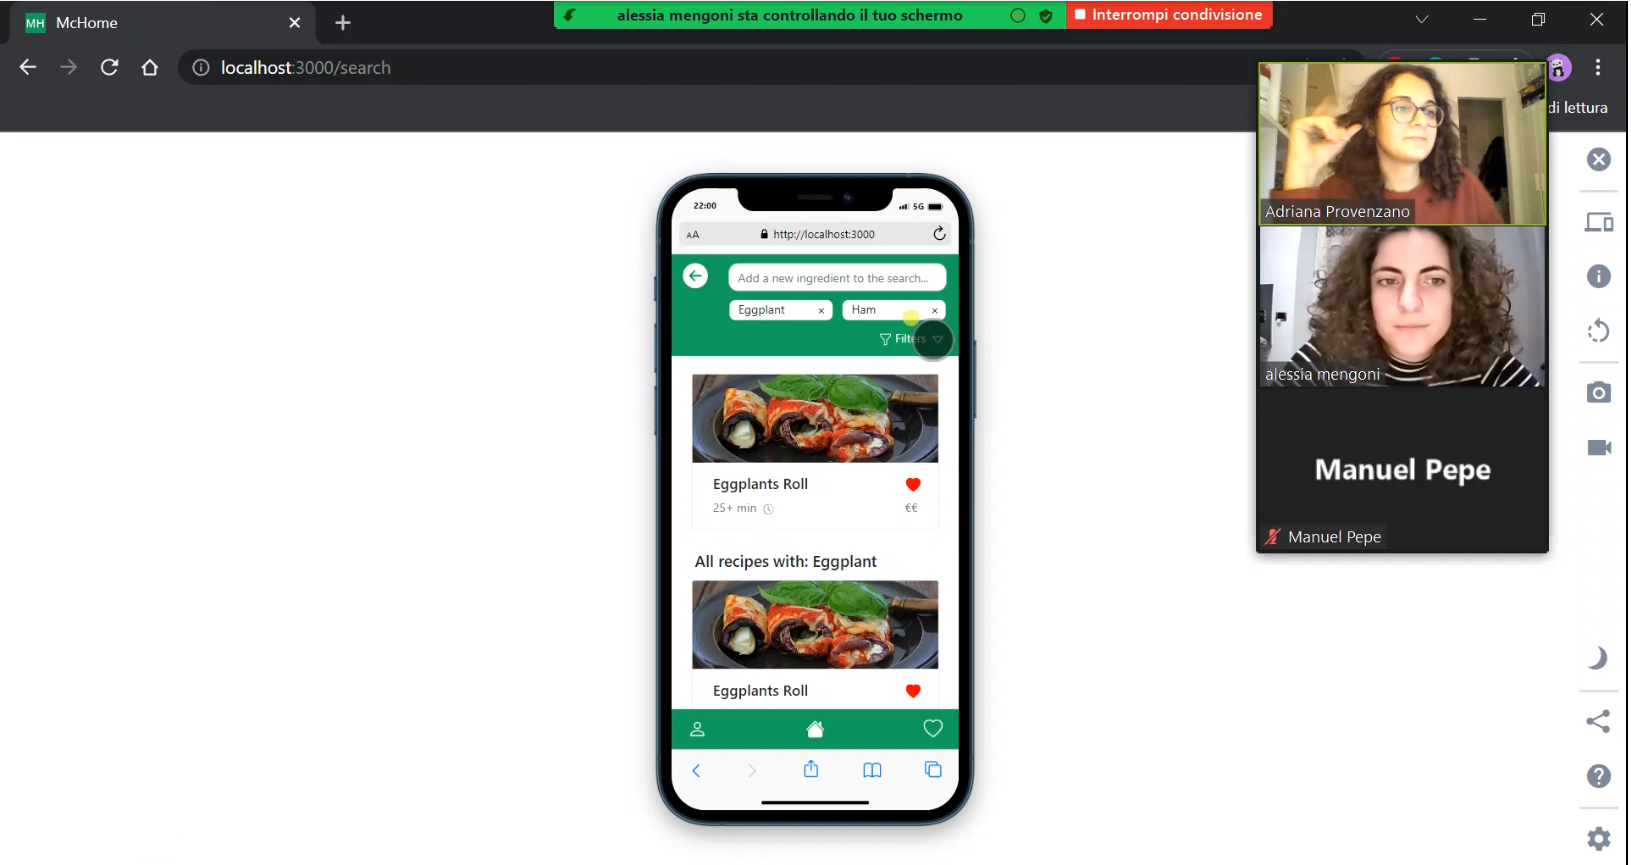 MH McHome
alessia mengoni sta controllando il tuo schermo
Interrompi condivisione
localhost:3000/search
di lettura
22:00
5G
AA
http://localhost:3000
Add a new ingredient to the search...
Eggplant ×
Ham ×
Filters
Eggplants Roll
25+ min
€€
All recipes with: Eggplant
Eggplants Roll
Adriana Provenzano
alessia mengoni
Manuel Pepe
Manuel Pepe